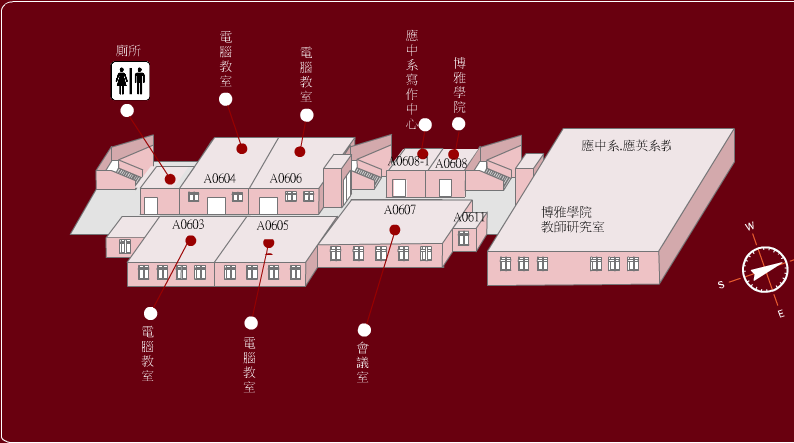 廁所
電腦教室
電腦教室
應中系寫作中心
博雅學院
A0604
A0606
A0608-1
A0608
應中系.應英系教
博雅學院
教師研究室
A0603
A0605
A0607
A0611
電腦教室
電腦教室
會議室
W
S
E